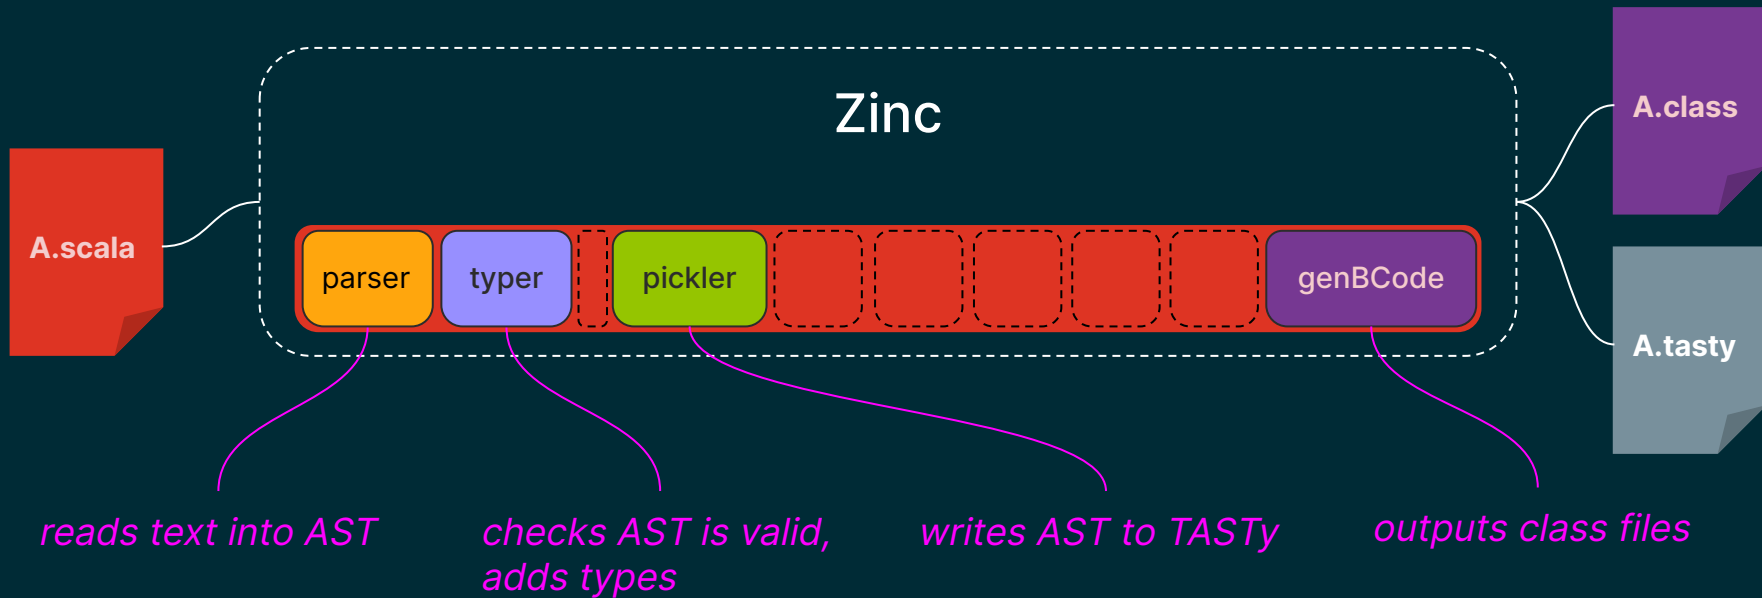 Zinc
A.scala
parser
typer
pickler
genBCode
A.class
A.tasty
reads text into AST
checks AST is valid,
adds types
writes AST to TASTy
outputs class files